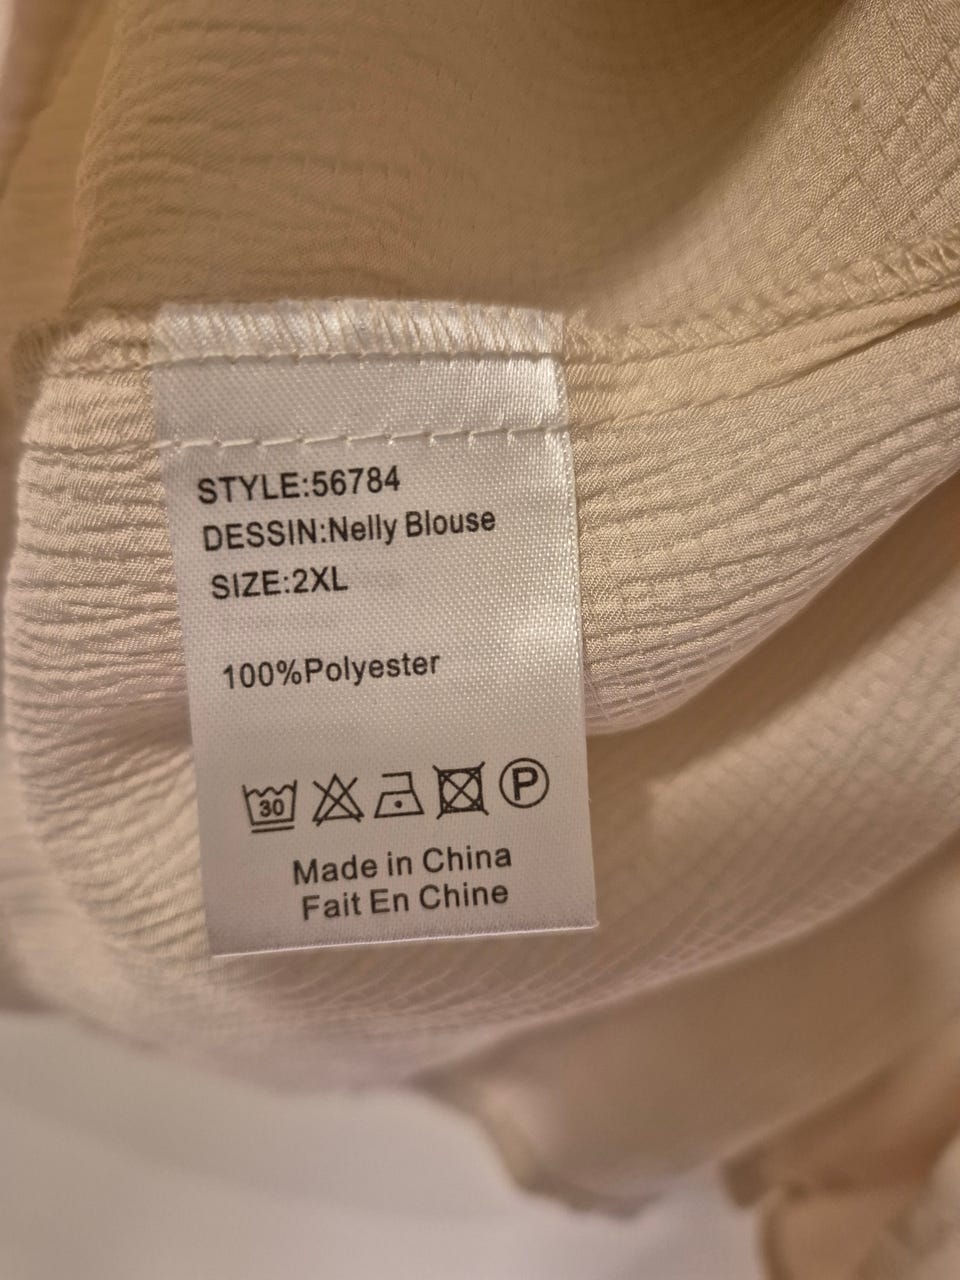 STYLE:56784
DESSIN:Nelly Blouse
SIZE:2XL
100%Polyester
30 P
Made in China
Fait En Chine